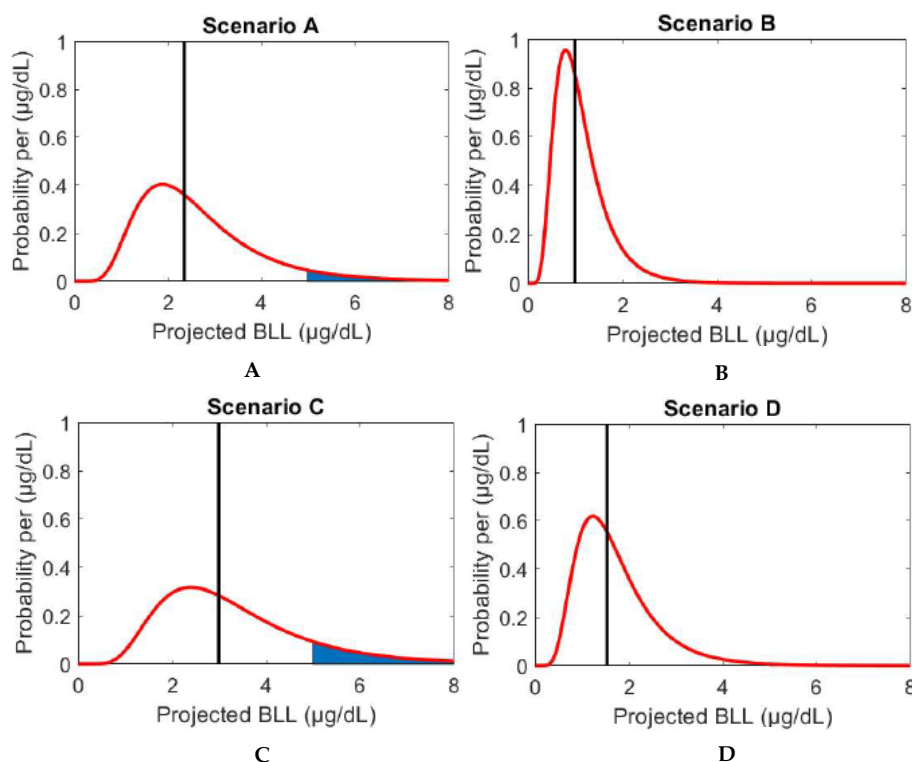 Scenario A
Probability per (µg/dL)
1
0.8
0.6
0.4
0.2
0
0 2 4 6 8
Projected BLL (µg/dL)
A
Scenario B
Probability per (µg/dL)
1
0.8
0.6
0.4
0.2
0
0 2 4 6 8
Projected BLL (µg/dL)
B
Scenario C
Probability per (µg/dL)
1
0.8
0.6
0.4
0.2
0
0 2 4 6 8
Projected BLL (µg/dL)
C
Scenario D
Probability per (µg/dL)
1
0.8
0.6
0.4
0.2
0
0 2 4 6 8
Projected BLL (µg/dL)
D